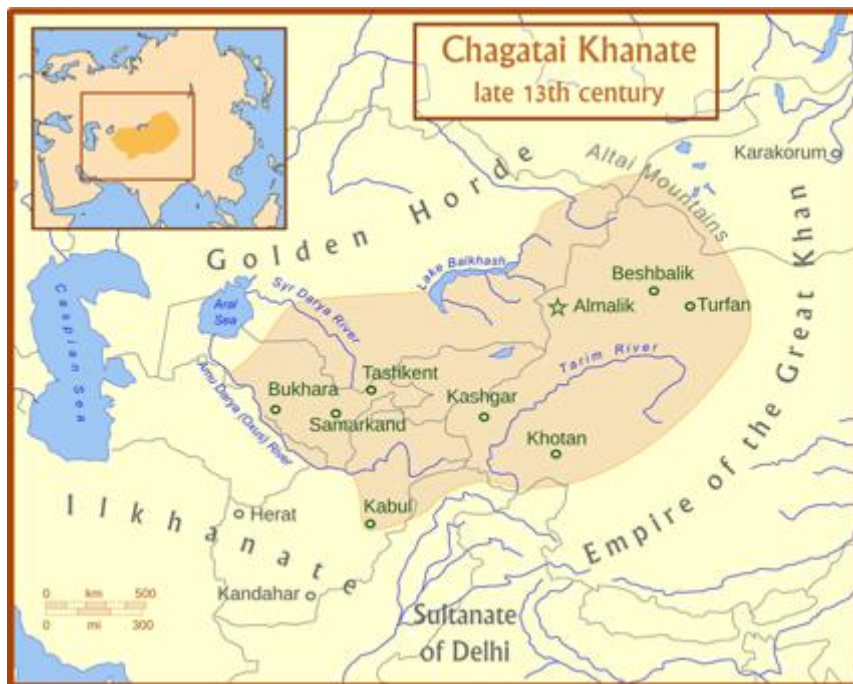 Chagatai Khanate
late 13th century
Karakorum
Altai Mountains
Golden Horde
Empire of the Great Khan
Lake Balkhash
Beshbalik
Almalik
Turfan
Caspian Sea
Aral
Sea
Syr Darya River
Tarim River
Tashkent
Bukhara
Kashgar
Samarkand
Amu Darya (Oxus) River
Khotan
Kabul
Ilkhanate
Herat
Kandahar
Sultanate
of Delhi
0 km 500
0 mi 300